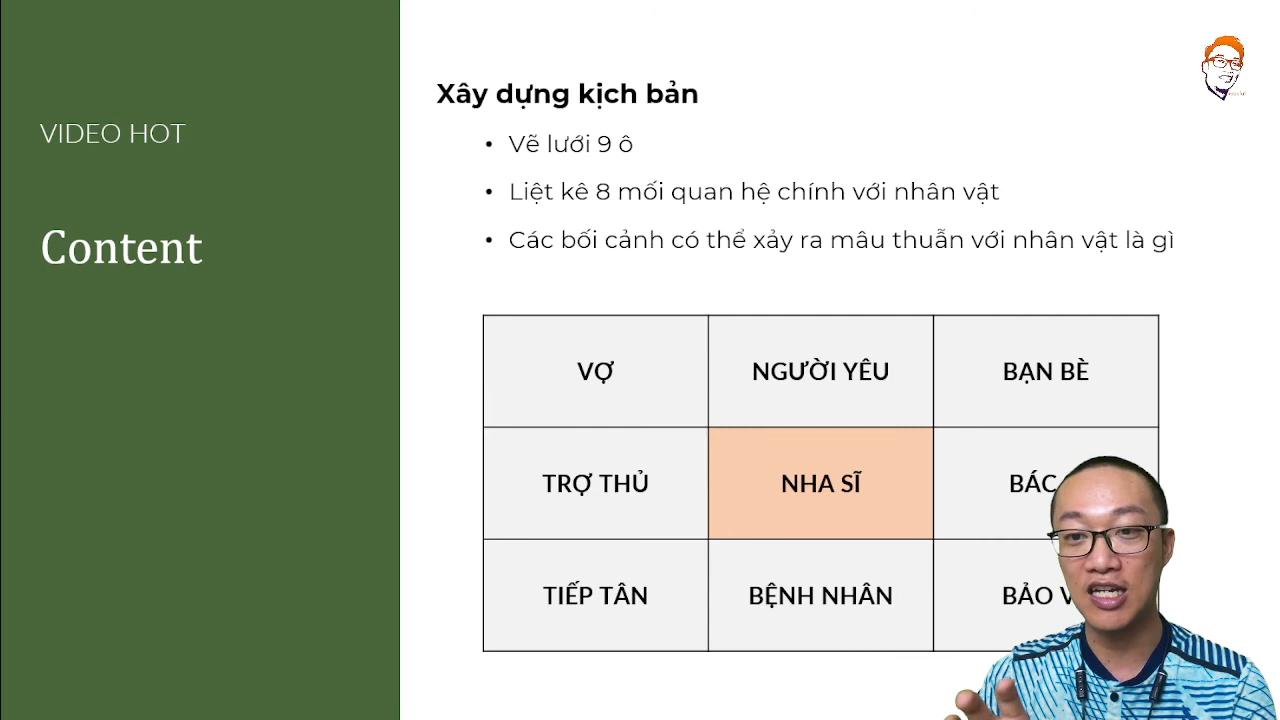 VIDEO HOT
Content
Xây dựng kịch bản
• Vẽ lưới 9 ô
• Liệt kê 8 mối quan hệ chính với nhân vật
• Các bối cảnh có thể xảy ra mâu thuẫn với nhân vật là gì
VỢ
NGƯỜI YÊU
BẠN BÈ
TRỢ THỦ
NHA SĨ
BÁC
TIẾP TÂN
BỆNH NHÂN
BẢO